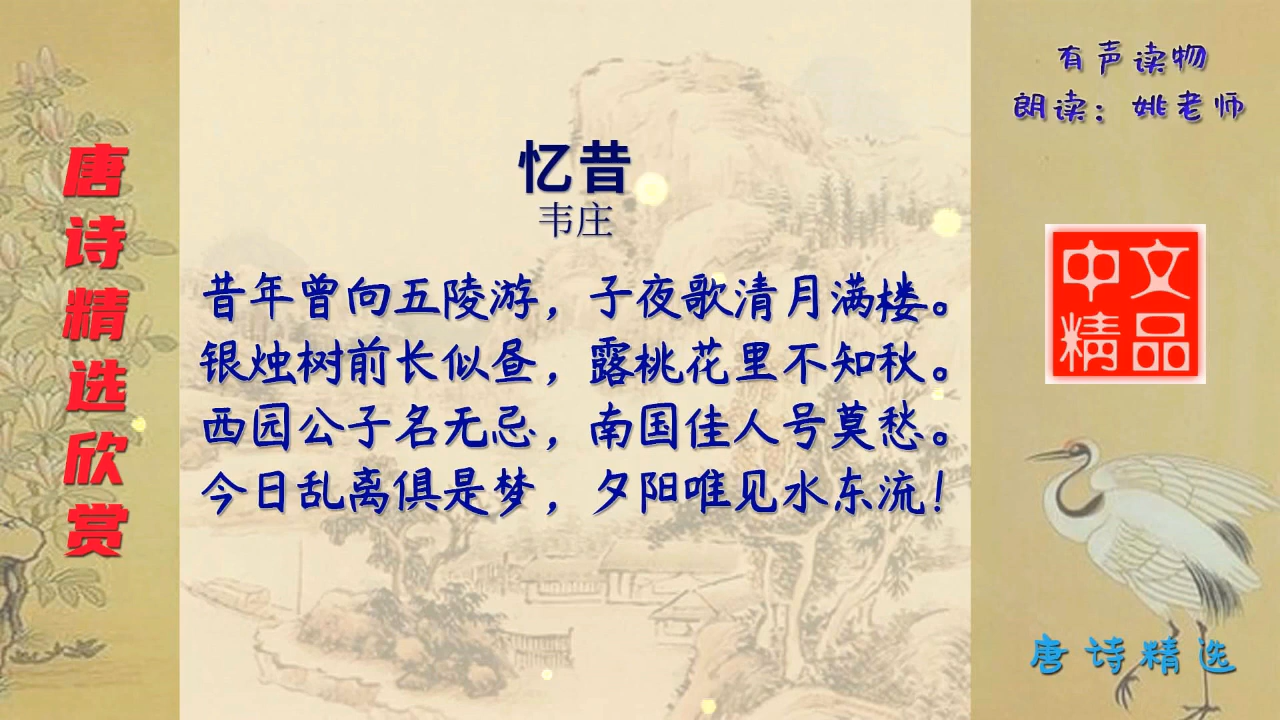 唐诗精选欣赏
忆昔
韦庄
昔年曾向五陵游，子夜歌清月满楼。
银烛树前长似昼，露桃花里不知秋。
西园公子名无忌，南国佳人号莫愁。
今日乱离俱是梦，夕阳唯见水东流！
有声读物
朗读：姚老师
中文
精品
唐诗精选